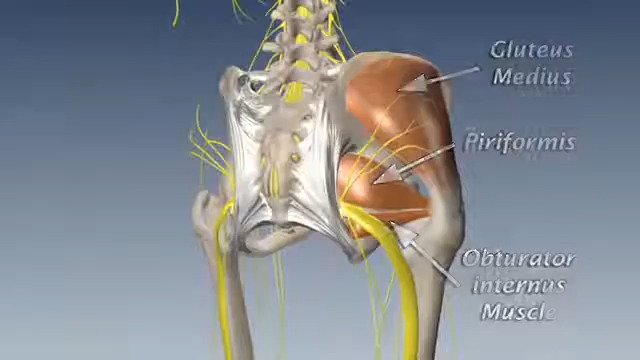 Gluteus
Medius
Piriformis
Obturator
internus
Muscle